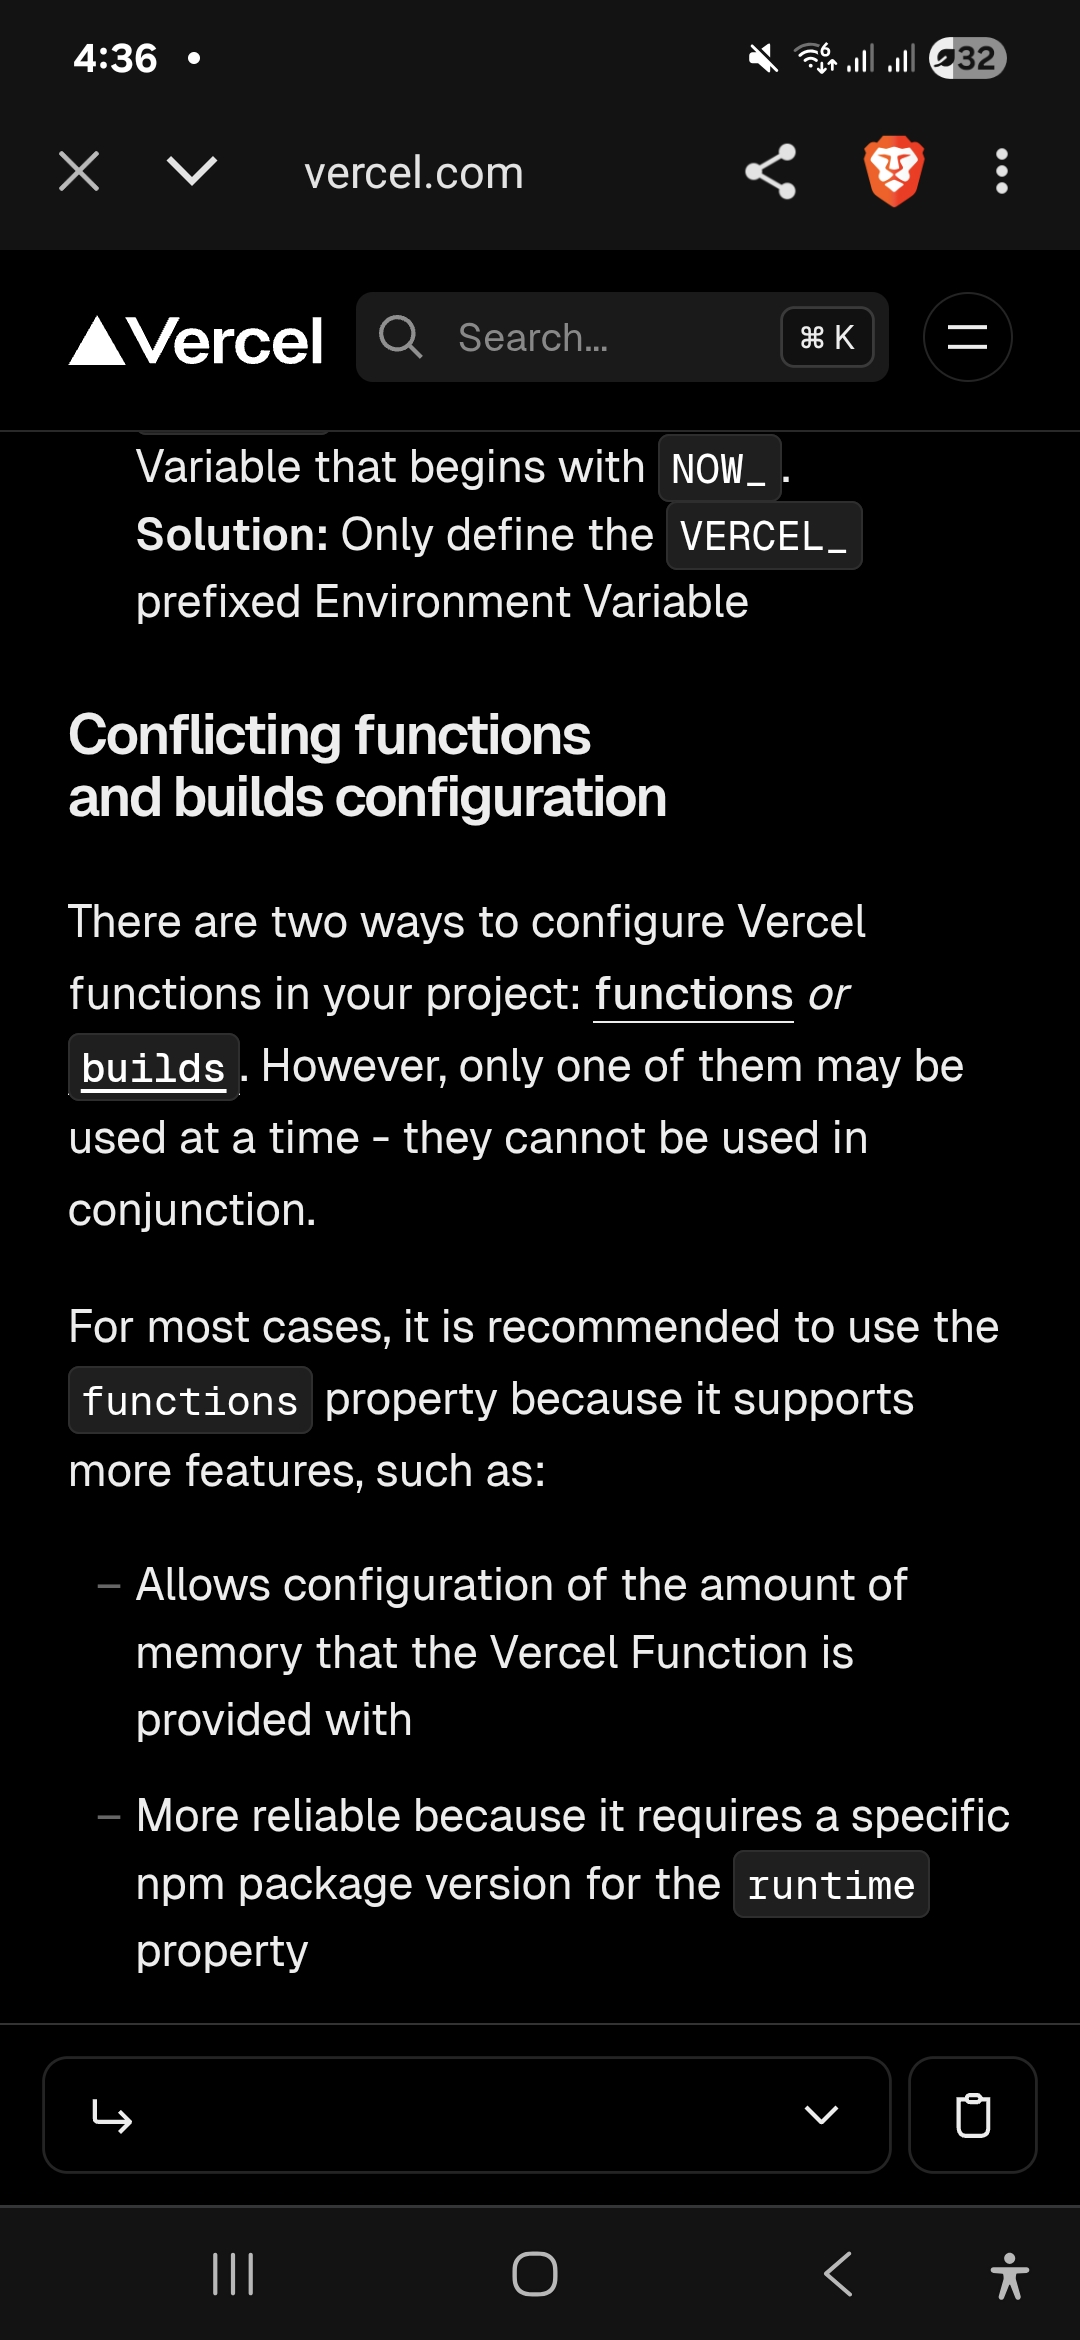 4:36
32
vercel.com
Vercel
Search...
⌘ K
Variable that begins with NOW_.
Solution: Only define the VERCEL_
prefixed Environment Variable
Conflicting functions
and builds configuration
There are two ways to configure Vercel
functions in your project: functions or
builds. However, only one of them may be
used at a time - they cannot be used in
conjunction.
For most cases, it is recommended to use the
functions property because it supports
more features, such as:
– Allows configuration of the amount of
memory that the Vercel Function is
provided with
– More reliable because it requires a specific
npm package version for the runtime
property